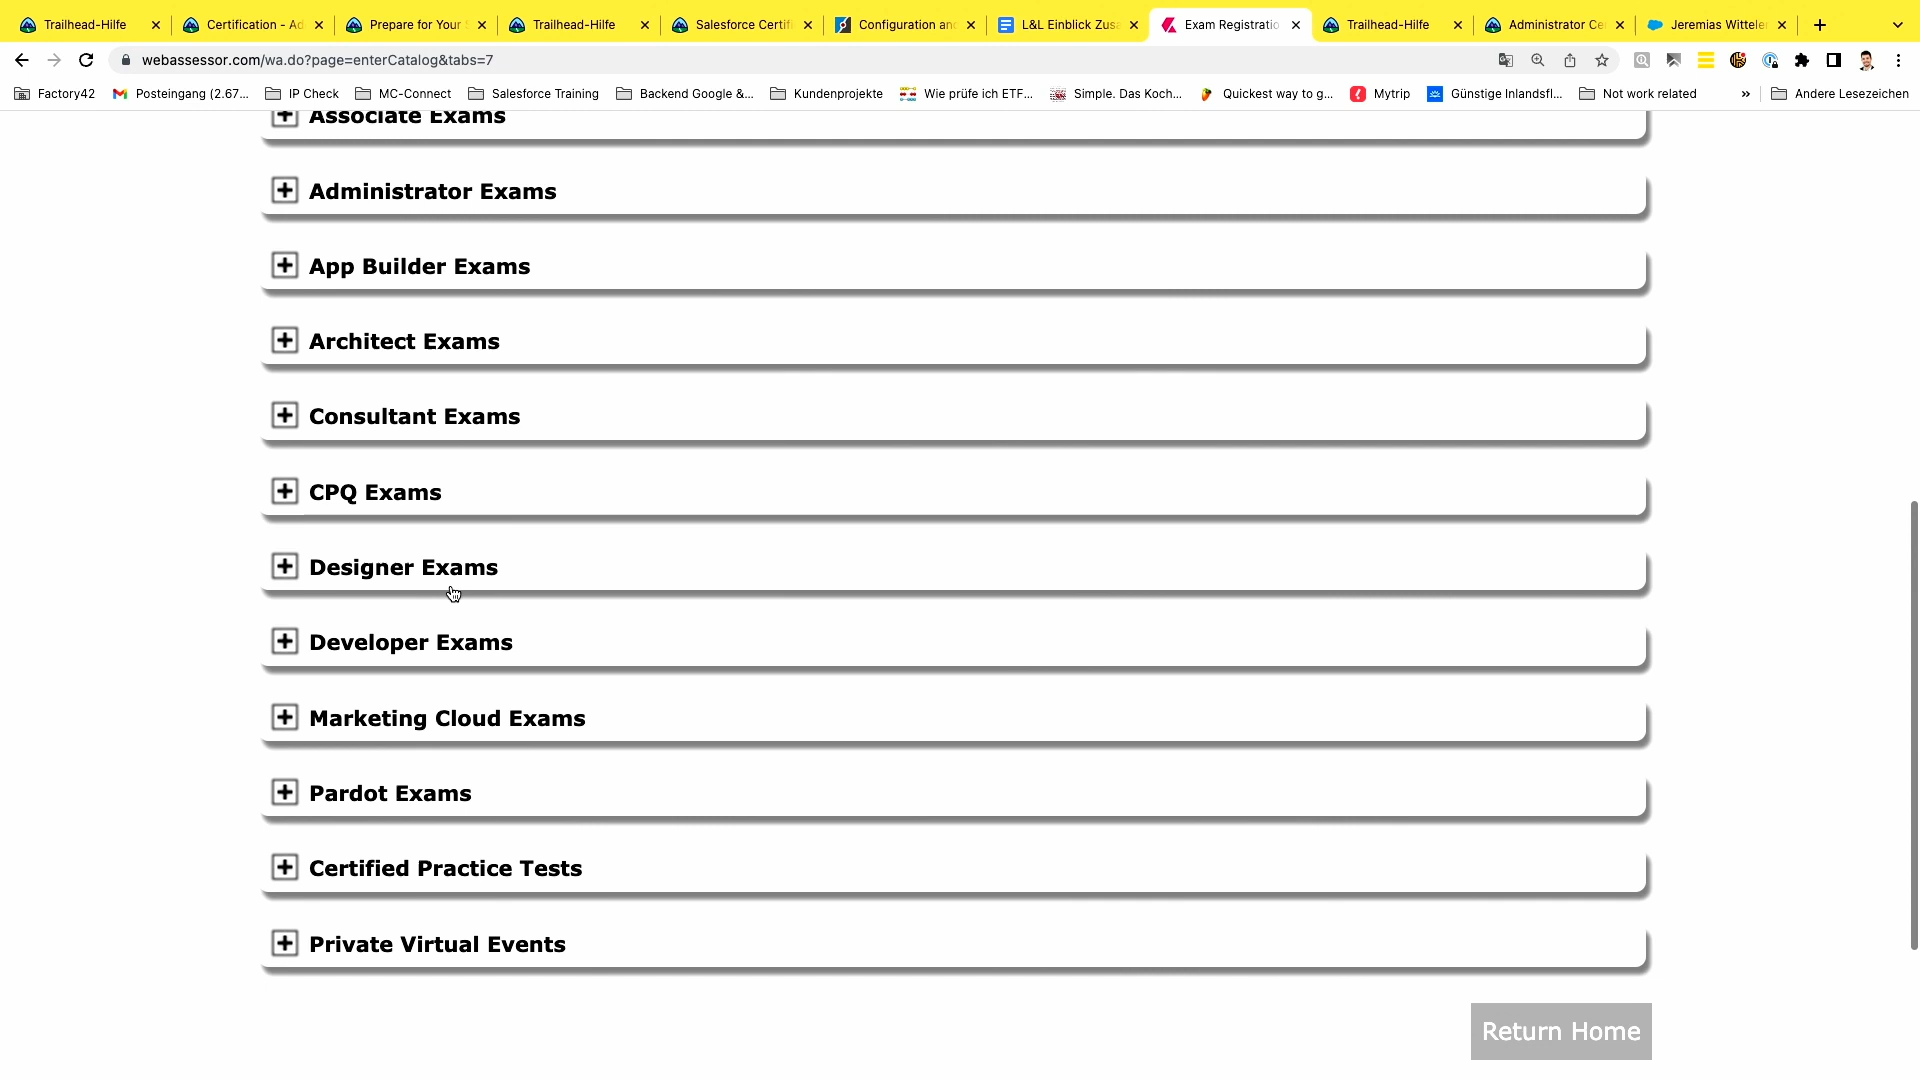 Trailhead-Hilfe
Certification - Ad
Prepare for Your S
Trailhead-Hilfe
Salesforce Certifi
Configuration and
L&L Einblick Zusa
Exam Registratio
Trailhead-Hilfe
Administrator Ce
Jeremias Wittele
webassessor.com/wa.do?page=enterCatalog&tabs=7
Factory42
Posteingang (2.67...
IP Check
MC-Connect
Salesforce Training
Backend Google &...
Kundenprojekte
Wie prüfe ich ETF...
Simple. Das Koch...
Quickest way to g...
Mytrip
Günstige Inlandsfl...
Not work related
»
Andere Lesezeichen
Associate Exams
Administrator Exams
App Builder Exams
Architect Exams
Consultant Exams
CPQ Exams
Designer Exams
Developer Exams
Marketing Cloud Exams
Pardot Exams
Certified Practice Tests
Private Virtual Events
Return Home